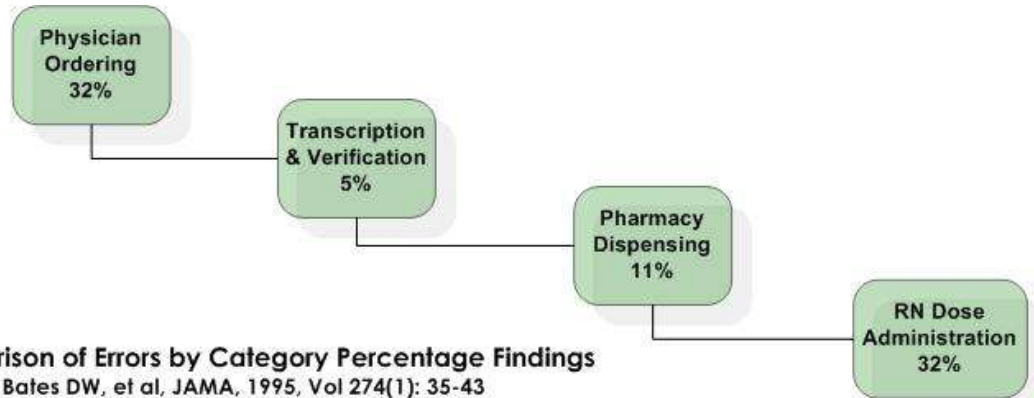 Physician
Ordering
32%
Transcription
& Verification
5%
Pharmacy
Dispensing
11%
RN Dose
Administration
32%
rison of Errors by Category Percentage Findings
Bates DW, et al, JAMA, 1995, Vol 274(1): 35-43